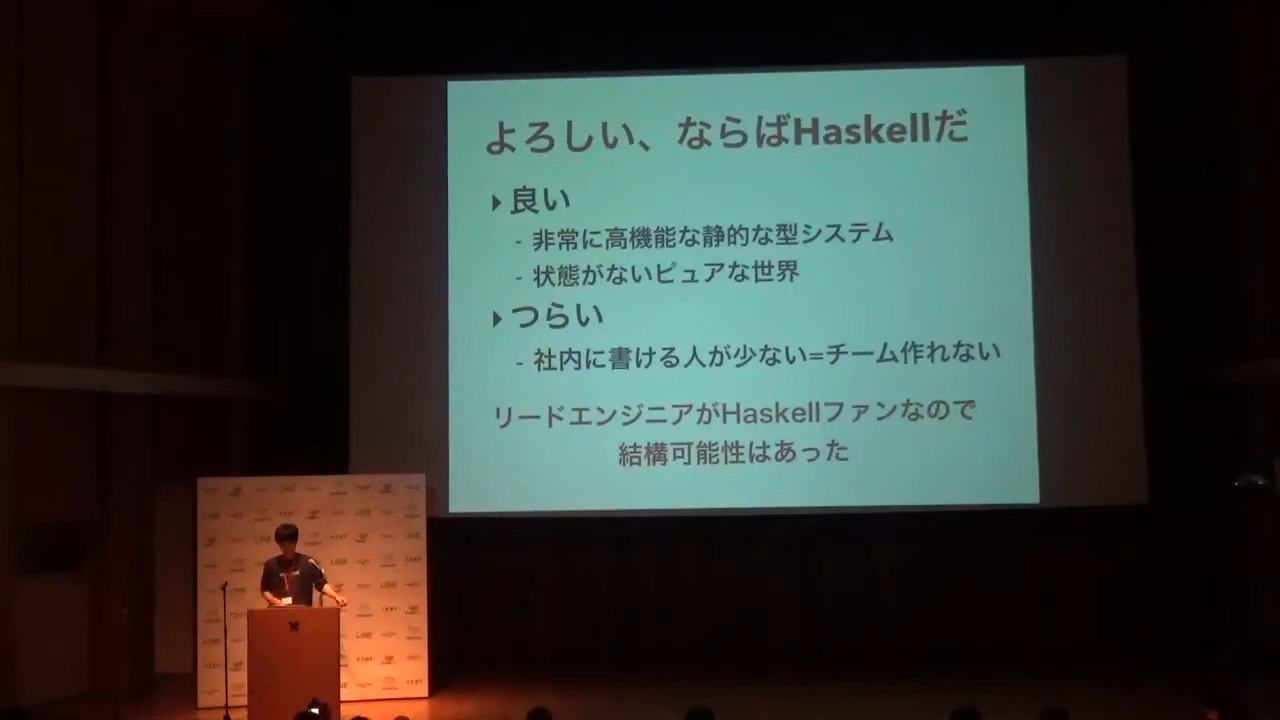 よろしい、ならばHaskellだ
良い
- 非常に高機能な静的な型システム
- 状態がないピュアな世界
つらい
- 社内に書ける人が少ない=チーム作れない
リードエンジニアがHaskellファンなので
結構可能性はあった
LINE
LINE
LINE
LINE